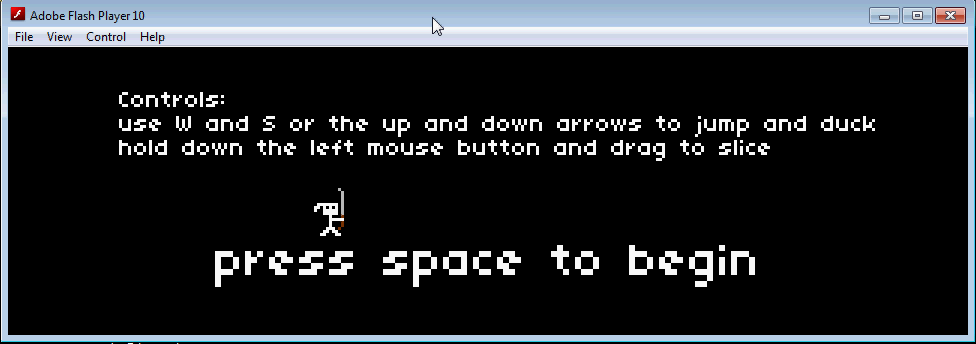 Adobe Flash Player 10
File View Control Help
Controls:
use W and S or the up and down arrows to jump and duck
hold down the left mouse button and drag to slice
press space to begin